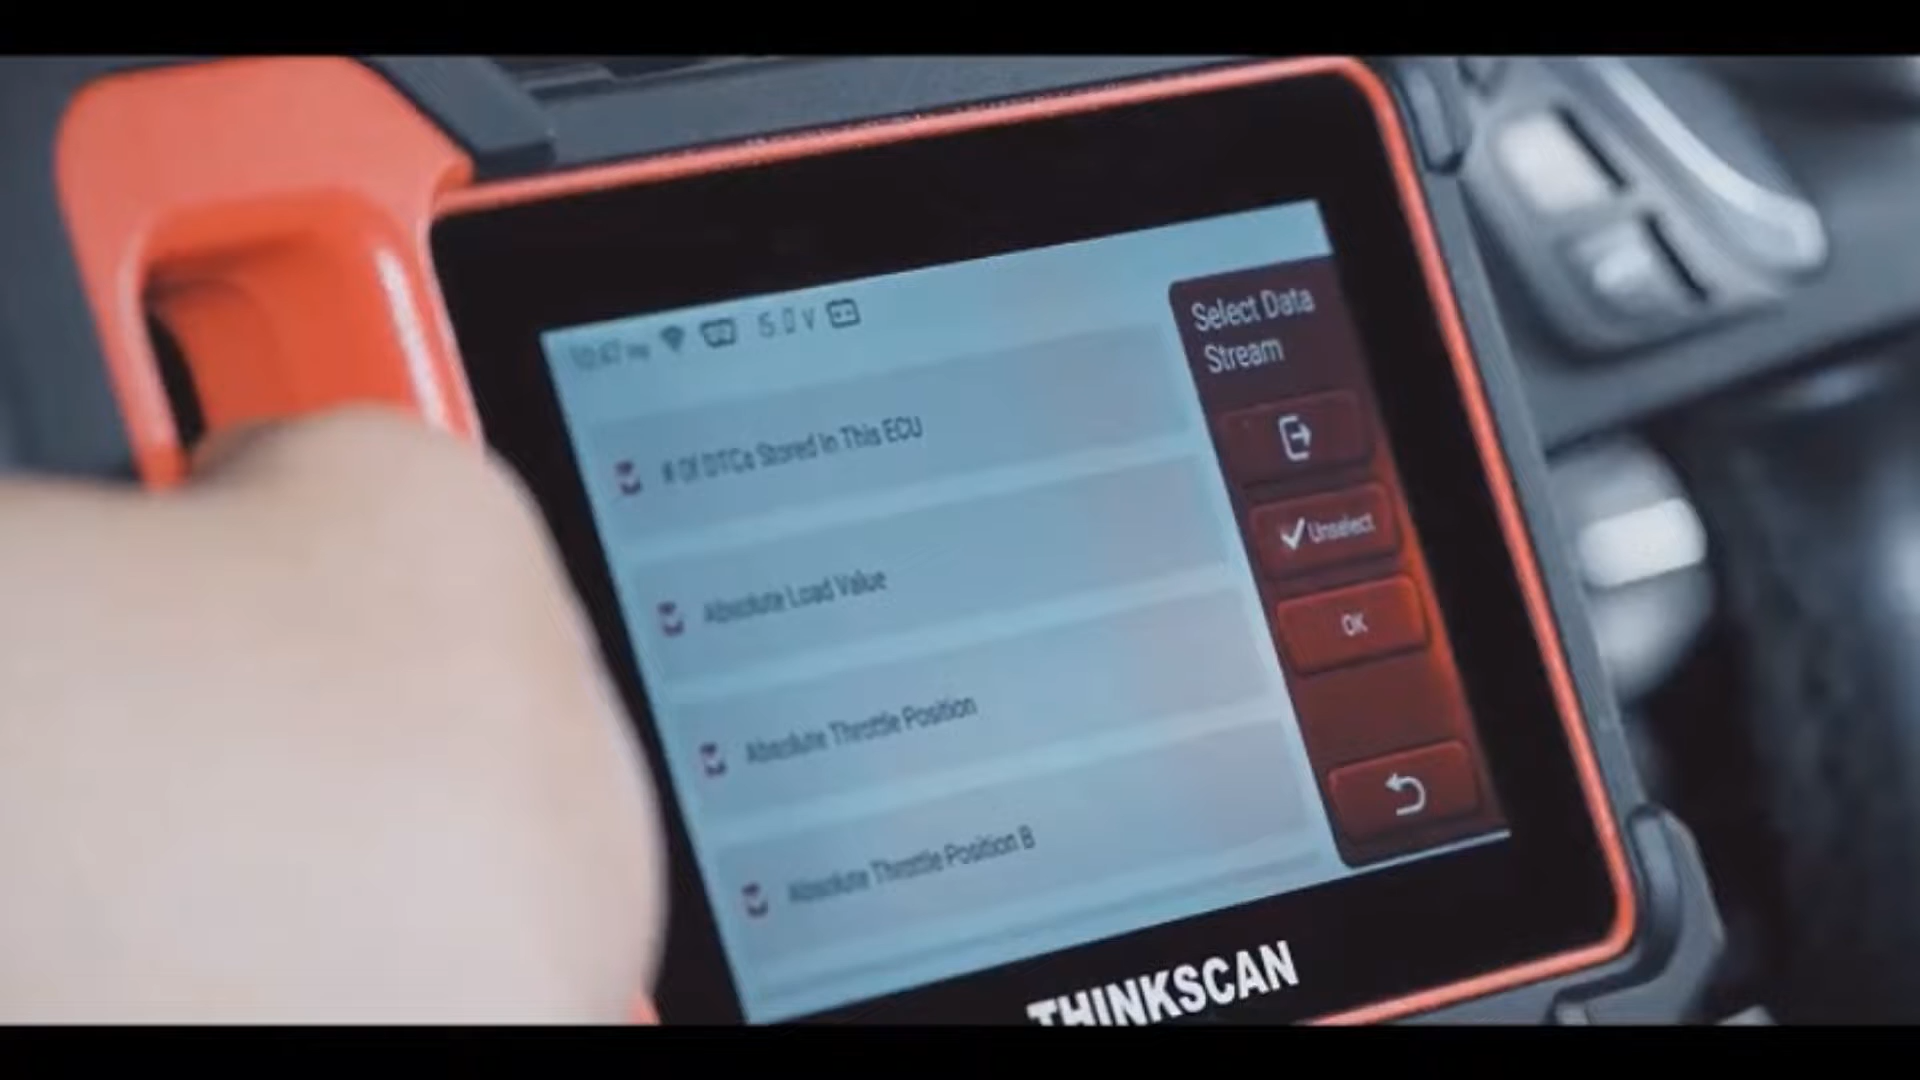 5.0 V
Select Data
Stream
# Of DTCs Stored In This ECU
Absolute Load Value
Absolute Throttle Position
Absolute Throttle Position B
Unselect
OK
THINKSCAN